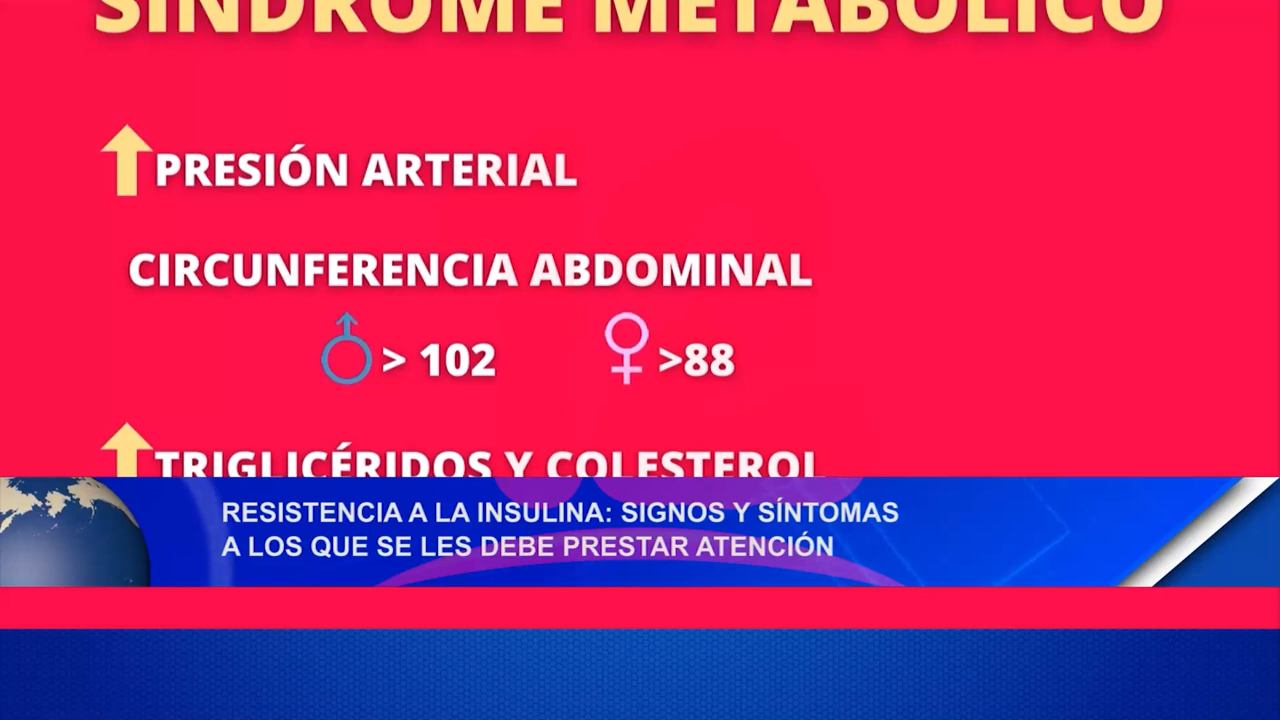 SÍNDROME METABÓLICO
PRESIÓN ARTERIAL
CIRCUNFERENCIA ABDOMINAL
> 102 >88
TRIGLICÉRIDOS Y COLESTEROL
RESISTENCIA A LA INSULINA: SIGNOS Y SÍNTOMAS
A LOS QUE SE LES DEBE PRESTAR ATENCIÓN